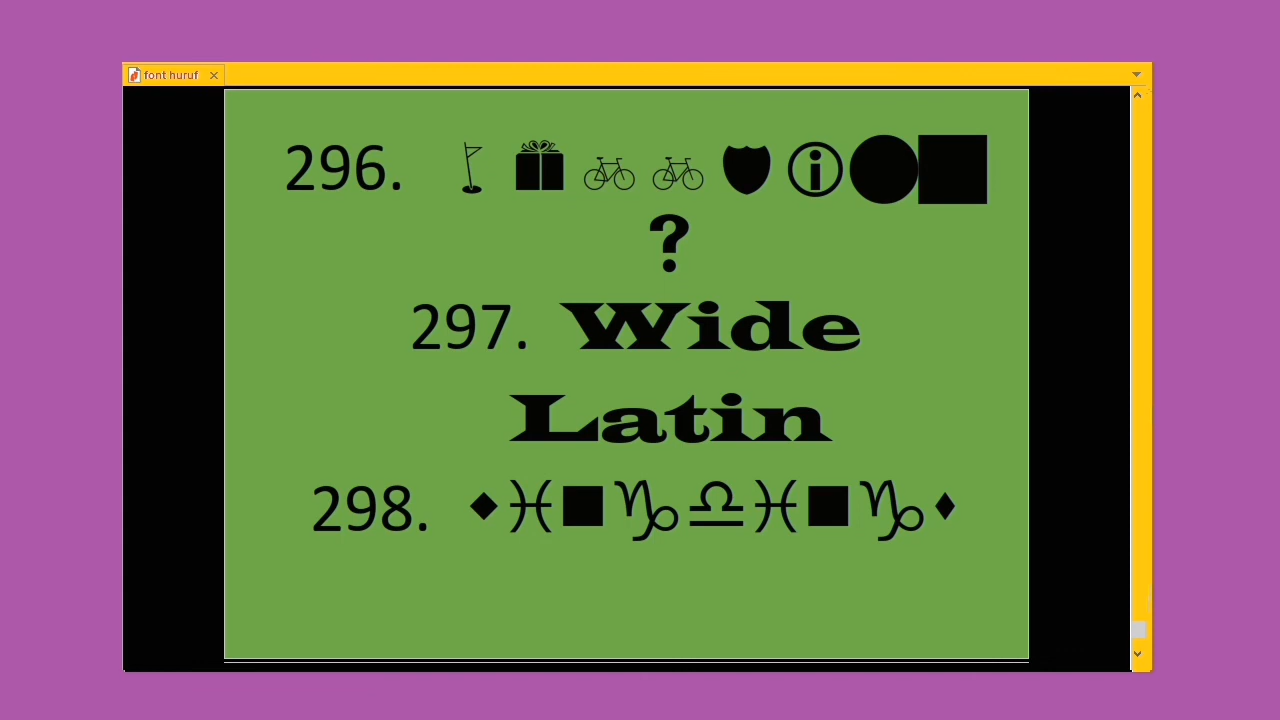 font huruf
296. 🚩🎁🚲🚲⛊🛈●■
?
297. Wide
Latin
298. ⬥♓■♑♎♓■♑⬧